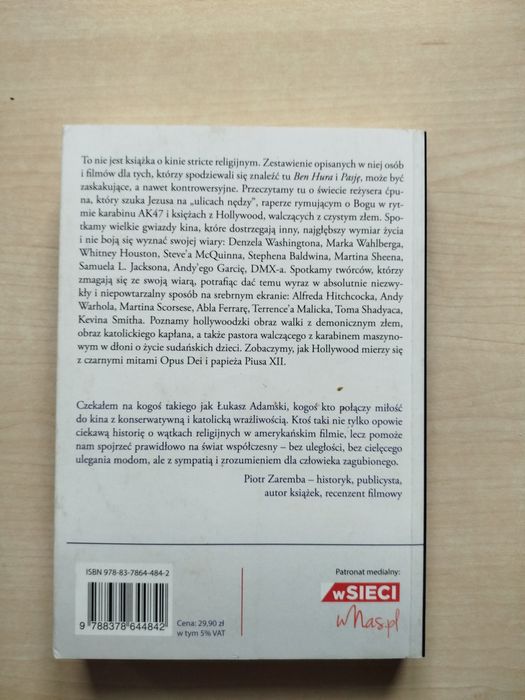 To nie jest książka o kinie stricte religijnym. Zestawienie opisanych w niej osób
i filmów dla tych, którzy spodziewali się znaleźć tu Ben Hura i Pasję, może być
zaskakujące, a nawet kontrowersyjne. Przeczytamy tu o świecie reżysera ćpu-
na, który szuka Jezusa na „ulicach nędzy”, raperze rymującym o Bogu w ryt-
mie karabinu AK47 i księżach z Hollywood, walczących z czystym złem. Spo-
tkamy wielkie gwiazdy kina, które dostrzegają inny, najgłębszy wymiar życia
i nie boją się wyznać swojej wiary: Denzela Washingtona, Marka Wahlberga,
Whitney Houston, Steve'a McQuinna, Stephena Baldwina, Martina Sheena,
Samuela L. Jacksona, Andy'ego Garcię, DMX-a. Spotkamy twórców, którzy
zmagają się ze swoją wiarą, potrafiąc dać temu wyraz w absolutnie niezwy-
kły i niepowtarzalny sposób na srebrnym ekranie: Alfreda Hitchcocka, Andy
Warhola, Martina Scorsese, Abla Ferrarę, Terrence'a Malicka, Toma Shadyaca,
Kevina Smitha. Poznamy hollywoodzki obraz walki z demonicznym złem,
obraz katolickiego kapłana, a także pastora walczącego z karabinem maszyno-
wym w dłoni o życie sudańskich dzieci. Zobaczymy, jak Hollywood mierzy się
z czarnymi mitami Opus Dei i papieża Piusa XII.
Czekałem na kogoś takiego jak Łukasz Adamski, kogoś kto połączy miłość
do kina z konserwatywną i katolicką wrażliwością. Ktoś taki nie tylko opowie
ciekawą historię o wątkach religijnych w amerykańskim filmie, lecz pomoże
nam spojrzeć prawidłowo na świat współczesny – bez uległości, bez cielęcego
ulegania modom, ale z sympatią i zrozumieniem dla człowieka zagubionego.
Piotr Zaremba – historyk, publicysta,
autor książek, recenzent filmowy
ISBN 978-83-7864-484-2
9 788378 644842
Cena: 29,90 zł
w tym 5% VAT
Patronat medialny:
wSIECI
wNas.pl